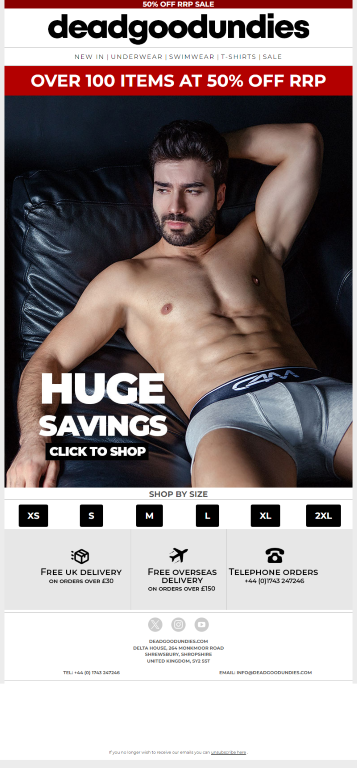 50% OFF RRP SALE
deadgoodundies
NEW IN | UNDERWEAR | SWIMWEAR | T-SHIRTS | SALE
OVER 100 ITEMS AT 50% OFF RRP
HUGE
SAVINGS
CLICK TO SHOP
SHOP BY SIZE
XS S M L XL 2XL
FREE UK DELIVERY
ON ORDERS OVER £30
FREE OVERSEAS
DELIVERY
ON ORDERS OVER £150
TELEPHONE ORDERS
+44 (0)1743 247246
DEADGOODUNDIES.COM
DELTA HOUSE, 264 MONKMOOR ROAD
SHREWSBURY, SHROPSHIRE
UNITED KINGDOM, SY2 5ST
TEL: +44 (0) 1743 247246
EMAIL: INFO@DEADGOODUNDIES.COM
If you no longer wish to receive our emails you can unsubscribe here.